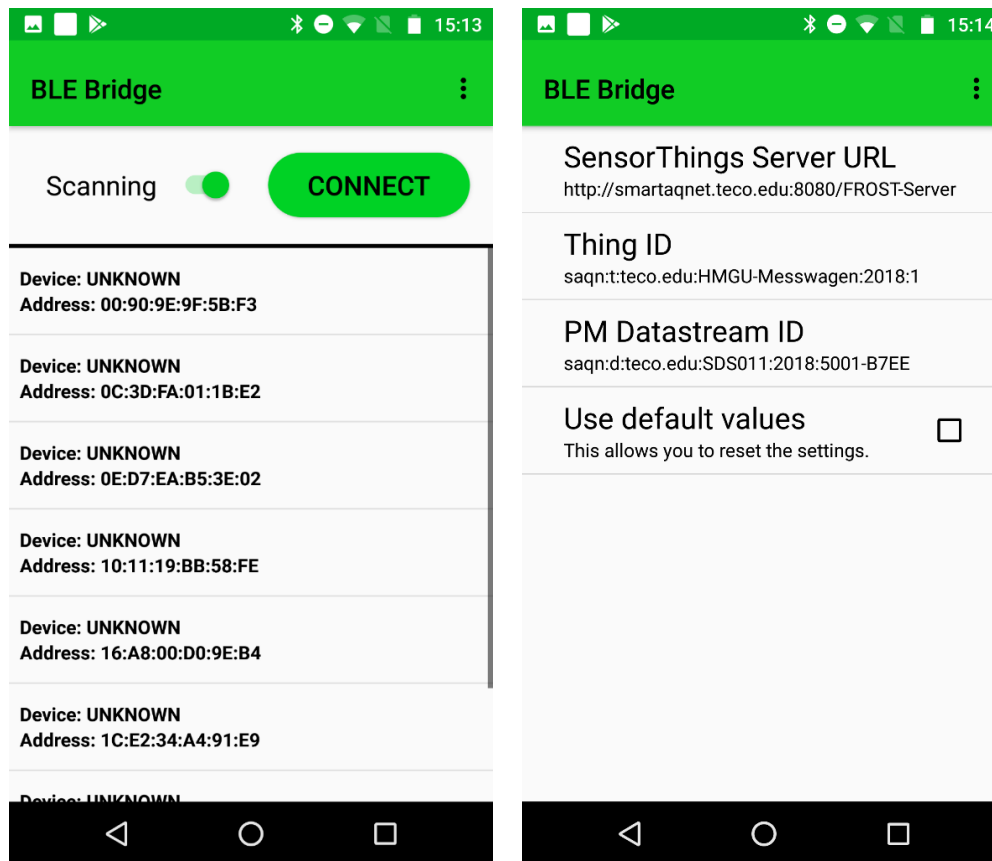 15:13
BLE Bridge
Scanning
CONNECT
Device: UNKNOWN
Address: 00:90:9E:9F:5B:F3
Device: UNKNOWN
Address: 0C:3D:FA:01:1B:E2
Device: UNKNOWN
Address: 0E:D7:EA:B5:3E:02
Device: UNKNOWN
Address: 10:11:19:BB:58:FE
Device: UNKNOWN
Address: 16:A8:00:D0:9E:B4
Device: UNKNOWN
Address: 1C:E2:34:A4:91:E9
Device: UNKNOWN
15:14
BLE Bridge
SensorThings Server URL
http://smartaqnet.teco.edu:8080/FROST-Server
Thing ID
saqn:t:teco.edu:HMGU-Messwagen:2018:1
PM Datastream ID
saqn:d:teco.edu:SDS011:2018:5001-B7EE
Use default values
This allows you to reset the settings.